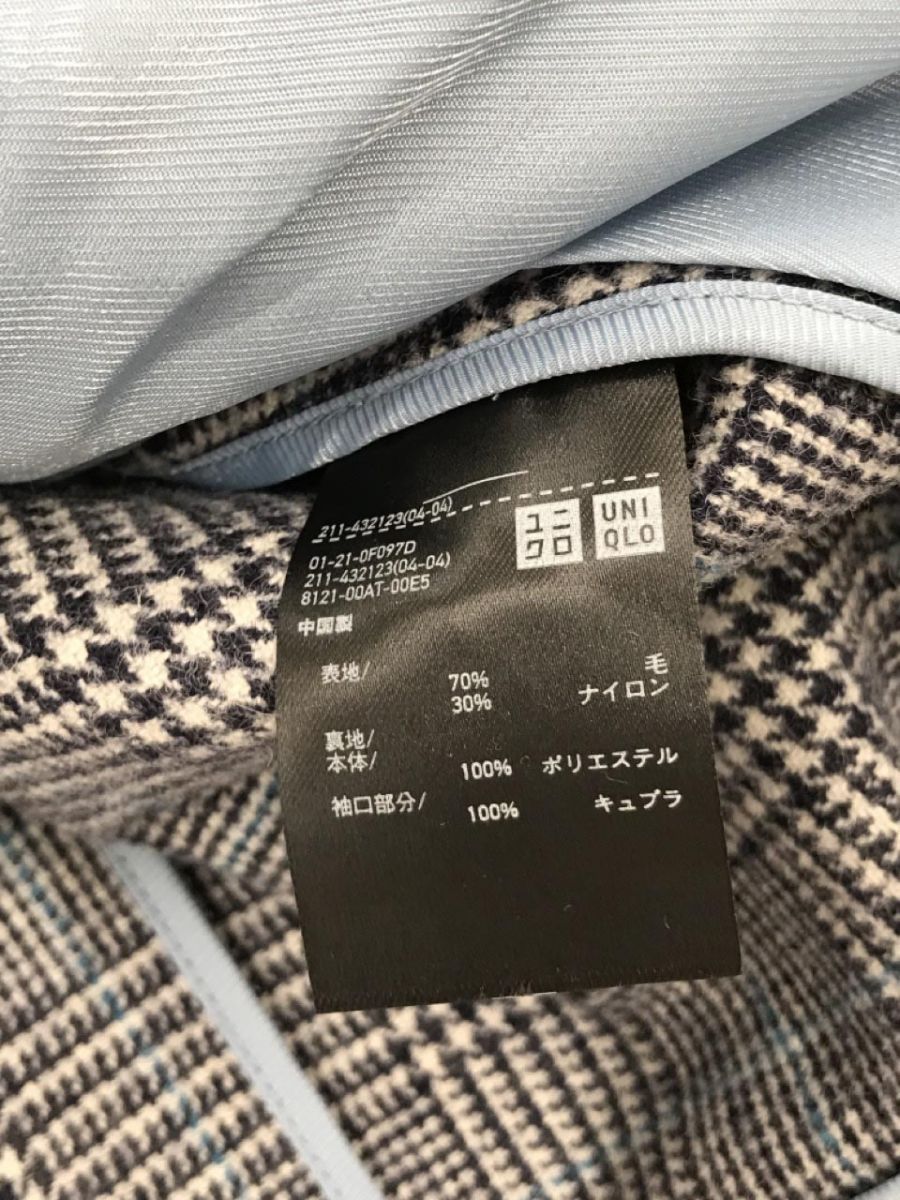 211-432123(04-04)
ユニ
クロ
UNI
QLO
01-21-0F097D
211-432123(04-04)
8121-00AT-00E5
中国製
表地/
70% 毛
30% ナイロン
裏地/
本体/ 100% ポリエステル
袖口部分/ 100% キュプラ